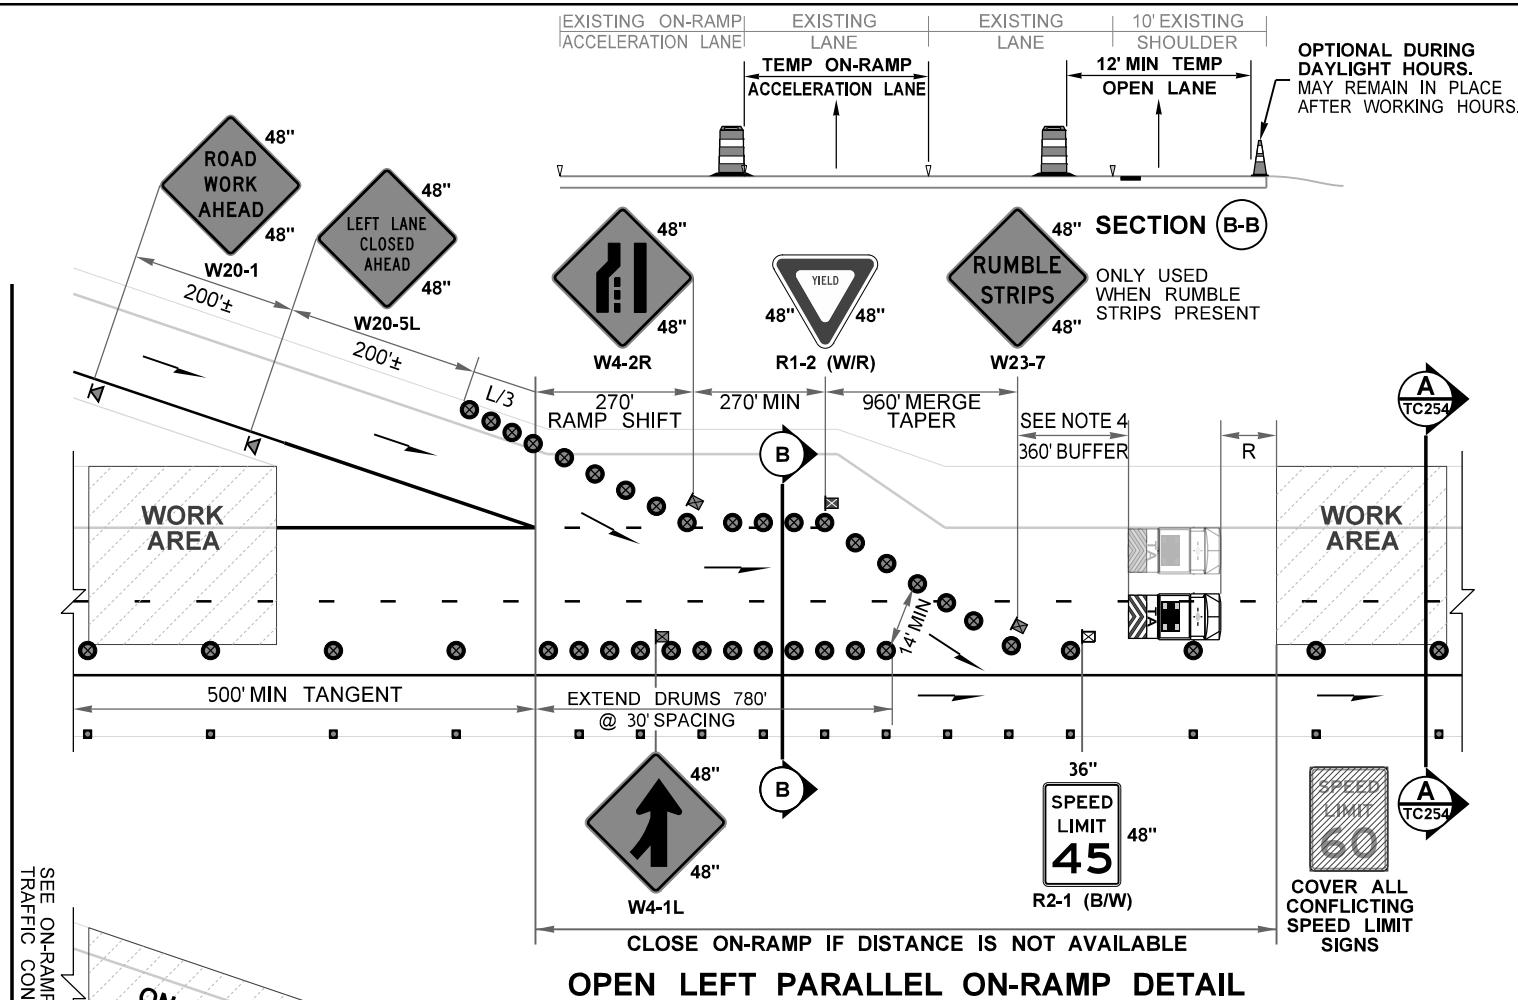 EXISTING ON-RAMP
ACCELERATION LANE
EXISTING
LANE
EXISTING
LANE
10' EXISTING
SHOULDER
TEMP ON-RAMP
ACCELERATION LANE
12' MIN TEMP
OPEN LANE
OPTIONAL DURING
DAYLIGHT HOURS.
MAY REMAIN IN PLACE
AFTER WORKING HOURS.
SECTION B-B
ROAD
WORK
AHEAD
48"
48"
W20-1
LEFT LANE
CLOSED
AHEAD
48"
48"
W20-5L
48"
48"
W4-2R
YIELD
48" 48"
R1-2 (W/R)
RUMBLE
STRIPS
48"
48"
W23-7
ONLY USED
WHEN RUMBLE
STRIPS PRESENT
200'±
200'±
L/3
270'
RAMP SHIFT
270' MIN
960' MERGE
TAPER
SEE NOTE 4
360' BUFFER
R
A
TC254
B
WORK
AREA
WORK
AREA
14' MIN
500' MIN TANGENT
EXTEND DRUMS 780'
@ 30' SPACING
B
48"
48"
W4-1L
36"
SPEED
LIMIT
45
48"
R2-1 (B/W)
SPEED
LIMIT
60
COVER ALL
CONFLICTING
SPEED LIMIT
SIGNS
A
TC254
CLOSE ON-RAMP IF DISTANCE IS NOT AVAILABLE
OPEN LEFT PARALLEL ON-RAMP DETAIL
SEE ON-RAMP
TRAFFIC CON
ON